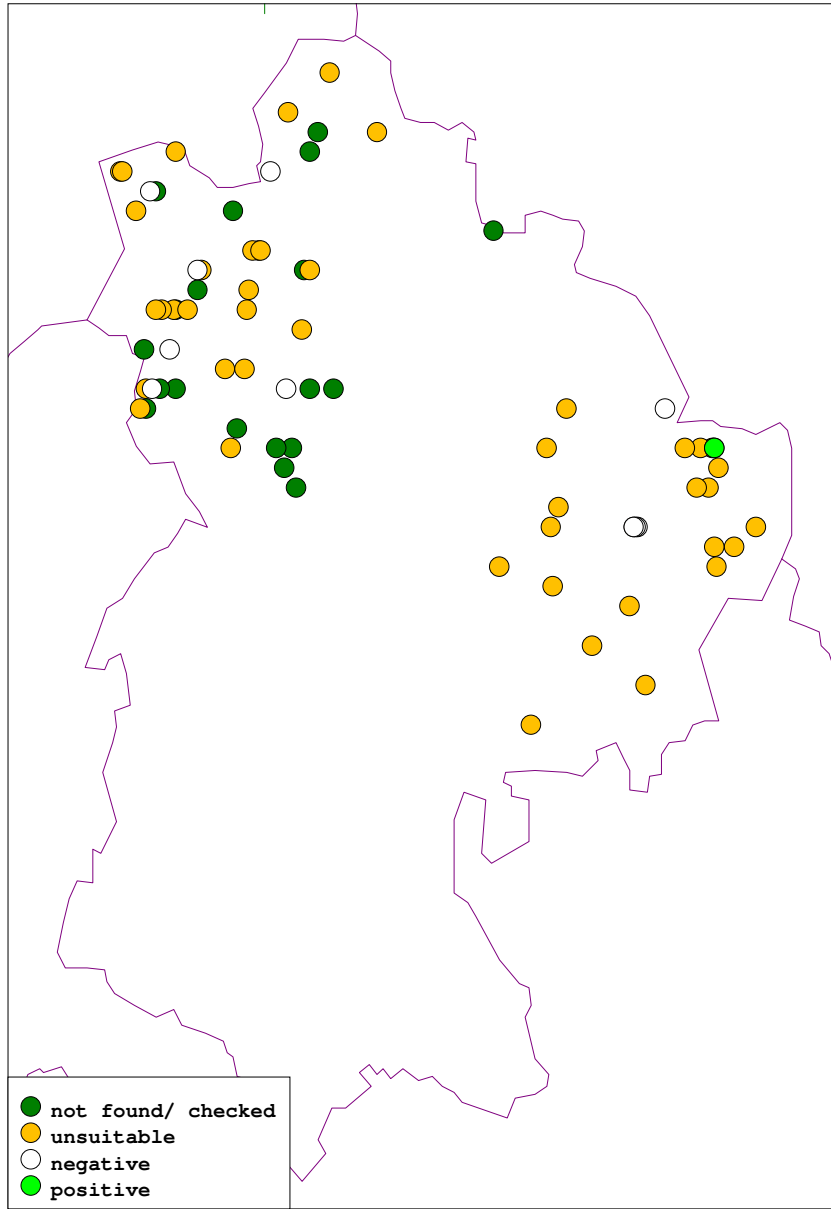 not found/ checked
unsuitable
negative
positive